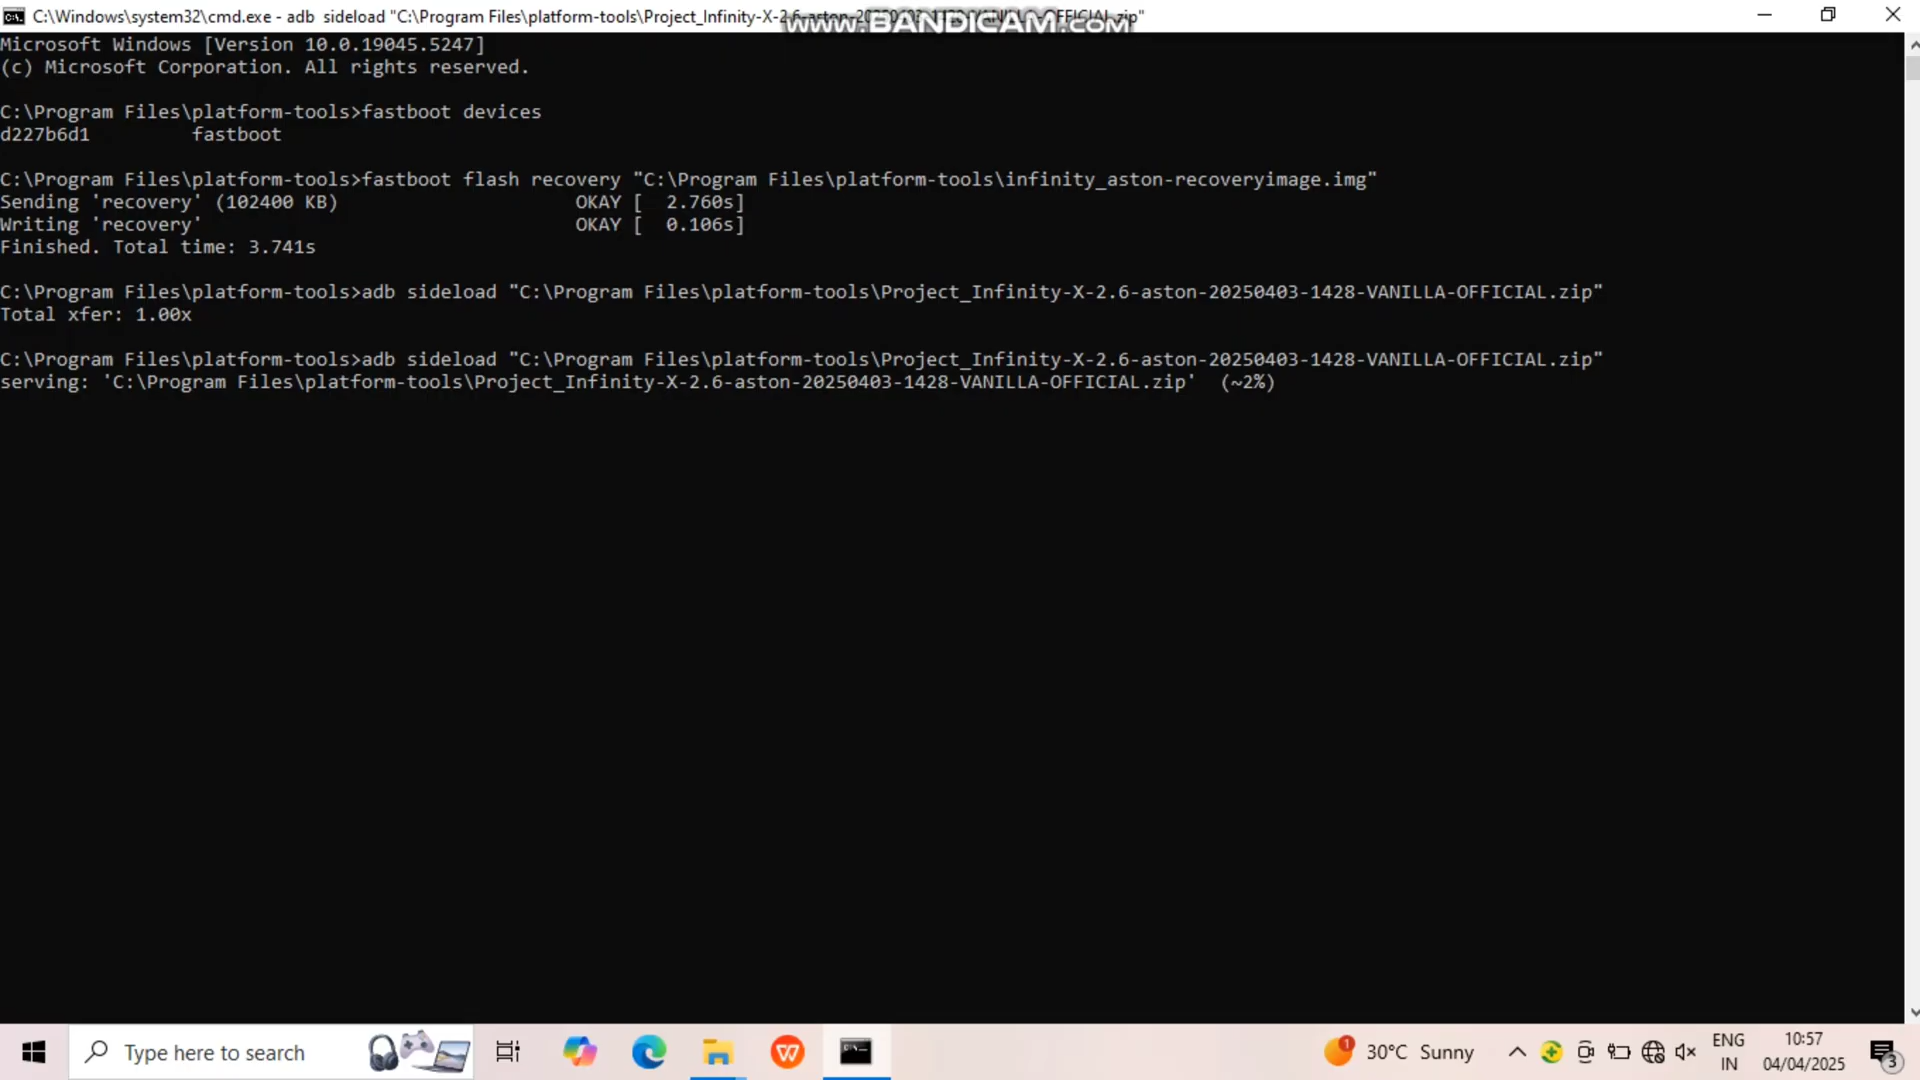 C:\Windows\system32\cmd.exe - adb  sideload "C:\Program Files\platform-tools\Project_Infinity-X-2.6-aston-20250403-1428-VANILLA-OFFICIAL.zip"
www.BANDICAM.com
Microsoft Windows [Version 10.0.19045.5247]
(c) Microsoft Corporation. All rights reserved.
C:\Program Files\platform-tools>fastboot devices
d227b6d1         fastboot
C:\Program Files\platform-tools>fastboot flash recovery "C:\Program Files\platform-tools\infinity_aston-recoveryimage.img"
Sending 'recovery' (102400 KB)                     OKAY [  2.760s]
Writing 'recovery'                                 OKAY [  0.106s]
Finished. Total time: 3.741s
C:\Program Files\platform-tools>adb sideload "C:\Program Files\platform-tools\Project_Infinity-X-2.6-aston-20250403-1428-VANILLA-OFFICIAL.zip"
Total xfer: 1.00x
C:\Program Files\platform-tools>adb sideload "C:\Program Files\platform-tools\Project_Infinity-X-2.6-aston-20250403-1428-VANILLA-OFFICIAL.zip"
serving: 'C:\Program Files\platform-tools\Project_Infinity-X-2.6-aston-20250403-1428-VANILLA-OFFICIAL.zip'  (~2%)
Type here to search
1
30°C  Sunny
ENG
IN
10:57
04/04/2025
3